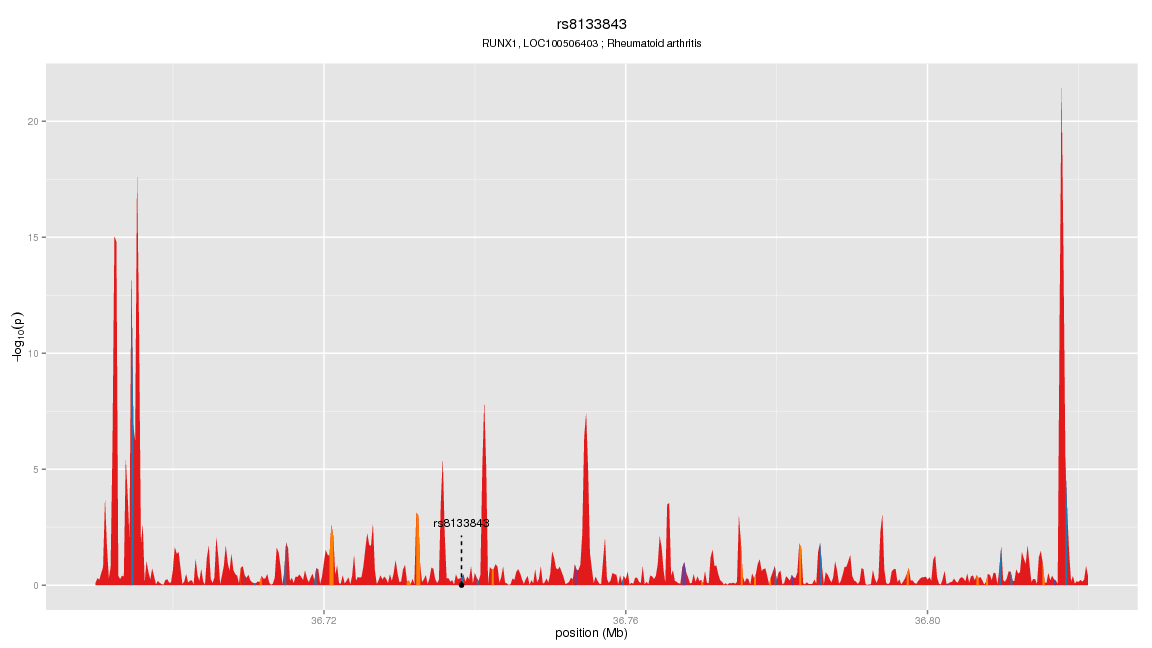 rs8133843
RUNX1, LOC100506403 ; Rheumatoid arthritis
−log10(p)
20
15
10
5
0
rs8133843
36.72
36.76
36.80
position (Mb)